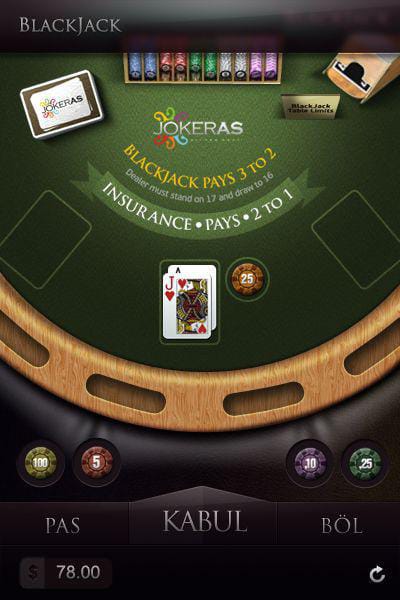 BLACKJACK
JOKERAS
BlackJack
Table Limits
JOKERAS
BLACKJACK PAYS 3 TO 2
Dealer must stand on 17 and draw to 16
INSURANCE • PAYS • 2 TO 1
A
J
25
100
5
.10
.25
PAS
KABUL
BÖL
$ 78.00